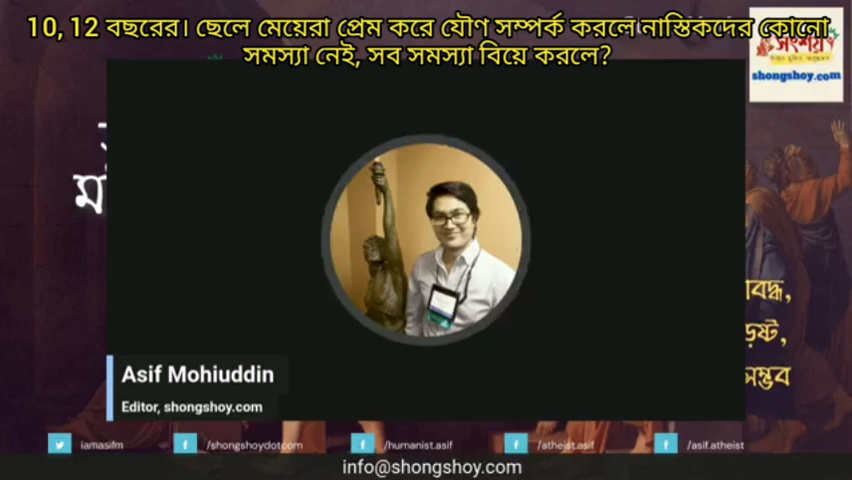 10, 12 বছরের। ছেলে মেয়েরা প্রেম করে যৌণ সম্পর্ক করলে নাস্তিকদের কোনো
সমস্যা নেই, সব সমস্যা বিয়ে করলে?
সংশয়
shongshoy.com
Asif Mohiuddin
Editor, shongshoy.com
iamasifm
/shongshoydotcom
/humanist.asif
/atheist.asif
/asif.atheist
info@shongshoy.com